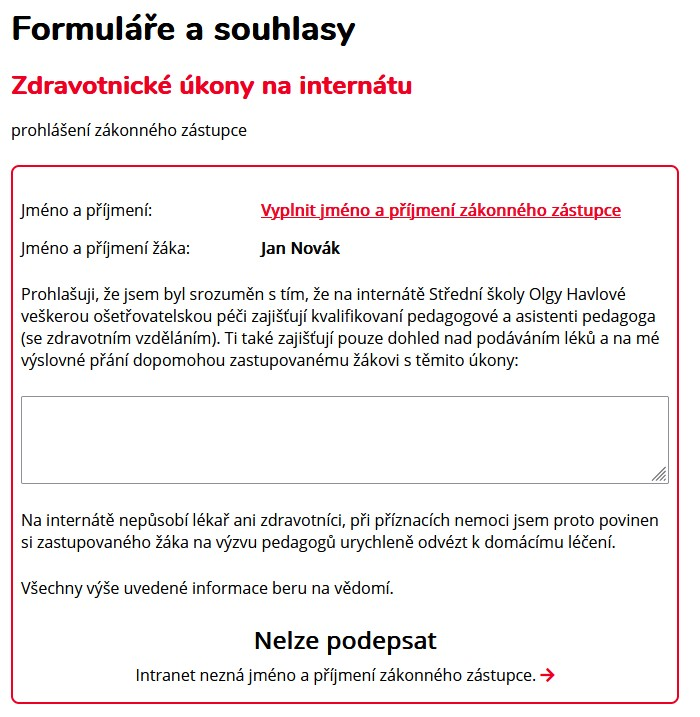 Formuláře a souhlasy
Zdravotnické úkony na internátu
prohlášení zákonného zástupce
Jméno a příjmení: Vyplnit jméno a příjmení zákonného zástupce
Jméno a příjmení žáka: Jan Novák
Prohlašuji, že jsem byl srozuměn s tím, že na internátě Střední školy Olgy Havlové
veškerou ošetřovatelskou péči zajišťují kvalifikovaní pedagogové a asistenti pedagoga
(se zdravotním vzděláním). Ti také zajišťují pouze dohled nad podáváním léků a na mé
výslovné přání dopomohou zastupovanému žákovi s těmito úkony:
Na internátě nepůsobí lékař ani zdravotníci, při příznacích nemoci jsem proto povinen
si zastupovaného žáka na výzvu pedagogů urychleně odvézt k domácímu léčení.
Všechny výše uvedené informace beru na vědomí.
Nelze podepsat
Intranet nezná jméno a příjmení zákonného zástupce. →